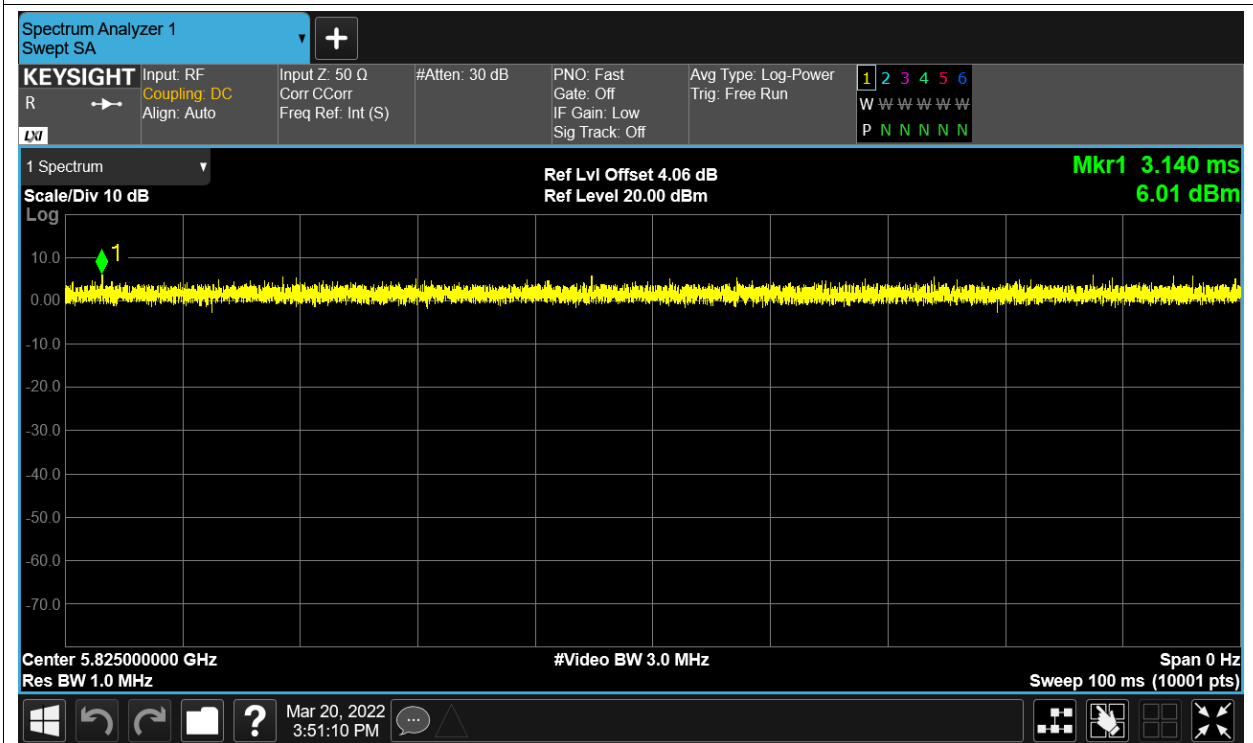 Spectrum Analyzer 1
Swept SA
KEYSIGHT
R
LXI
Input: RF
Coupling: DC
Align: Auto
Input Z: 50 Ω
Corr CCorr
Freq Ref: Int (S)
#Atten: 30 dB
PNO: Fast
Gate: Off
IF Gain: Low
Sig Track: Off
Avg Type: Log-Power
Trig: Free Run
1 2 3 4 5 6
W W W W W W
P N N N N N
1 Spectrum
Scale/Div 10 dB
Ref Lvl Offset 4.06 dB
Ref Level 20.00 dBm
Mkr1 3.140 ms
6.01 dBm
Log
1
10.0
0.00
-10.0
-20.0
-30.0
-40.0
-50.0
-60.0
-70.0
Center 5.825000000 GHz
Res BW 1.0 MHz
#Video BW 3.0 MHz
Span 0 Hz
Sweep 100 ms (10001 pts)
?
Mar 20, 2022
3:51:10 PM